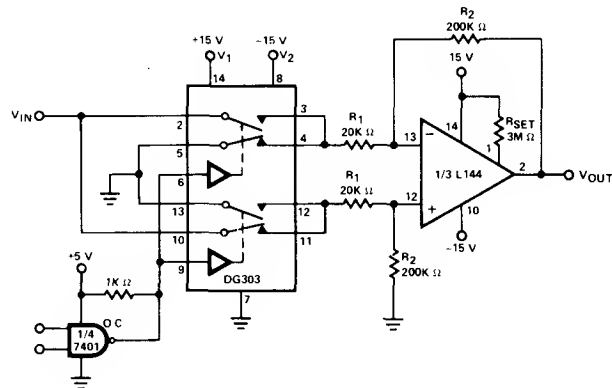 R2
200K Ω
+15 V
~15 V
V1
V2
15 V
14
8
RSET
3M Ω
VIN
2
3
R1
20K Ω
13
−
14
1
5
4
1/3 L144
2
VOUT
6
R1
20K Ω
12
+
10
13
12
~15 V
10
11
R2
200K Ω
+5 V
9
DG303
1K Ω
7
OC
1/4
7401